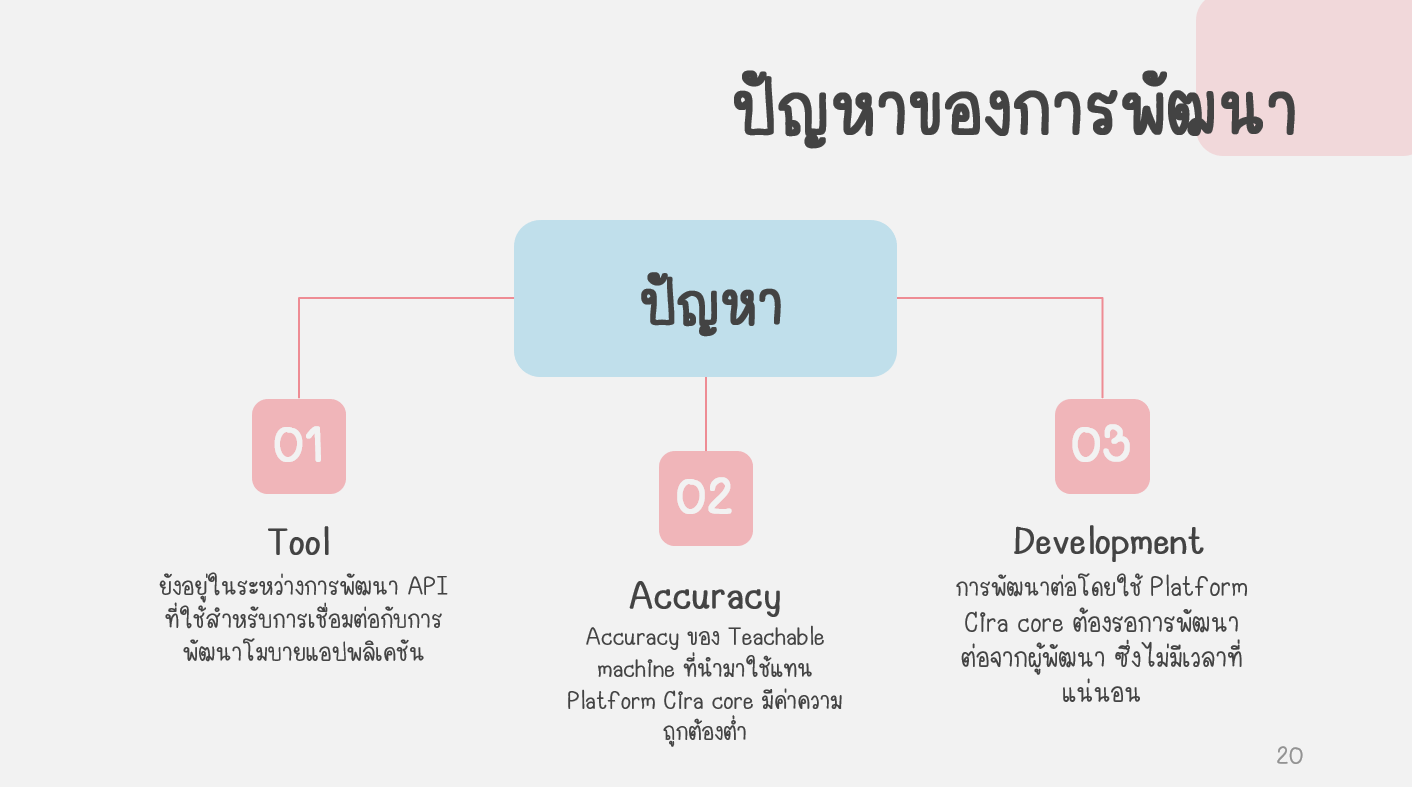 ปัญหาของการพัฒนา
ปัญหา
01
Tool
ยังอยู่ในระหว่างการพัฒนา API
ที่ใช้สำหรับการเชื่อมต่อกับการ
พัฒนาโมบายแอปพลิเคชัน
02
Accuracy
Accuracy ของ Teachable
machine ที่นำมาใช้แทน
Platform Cira core มีค่าความ
ถูกต้องต่ำ
03
Development
การพัฒนาต่อโดยใช้ Platform
Cira core ต้องรอการพัฒนา
ต่อจากผู้พัฒนา ซึ่งไม่มีเวลาที่
แน่นอน
20